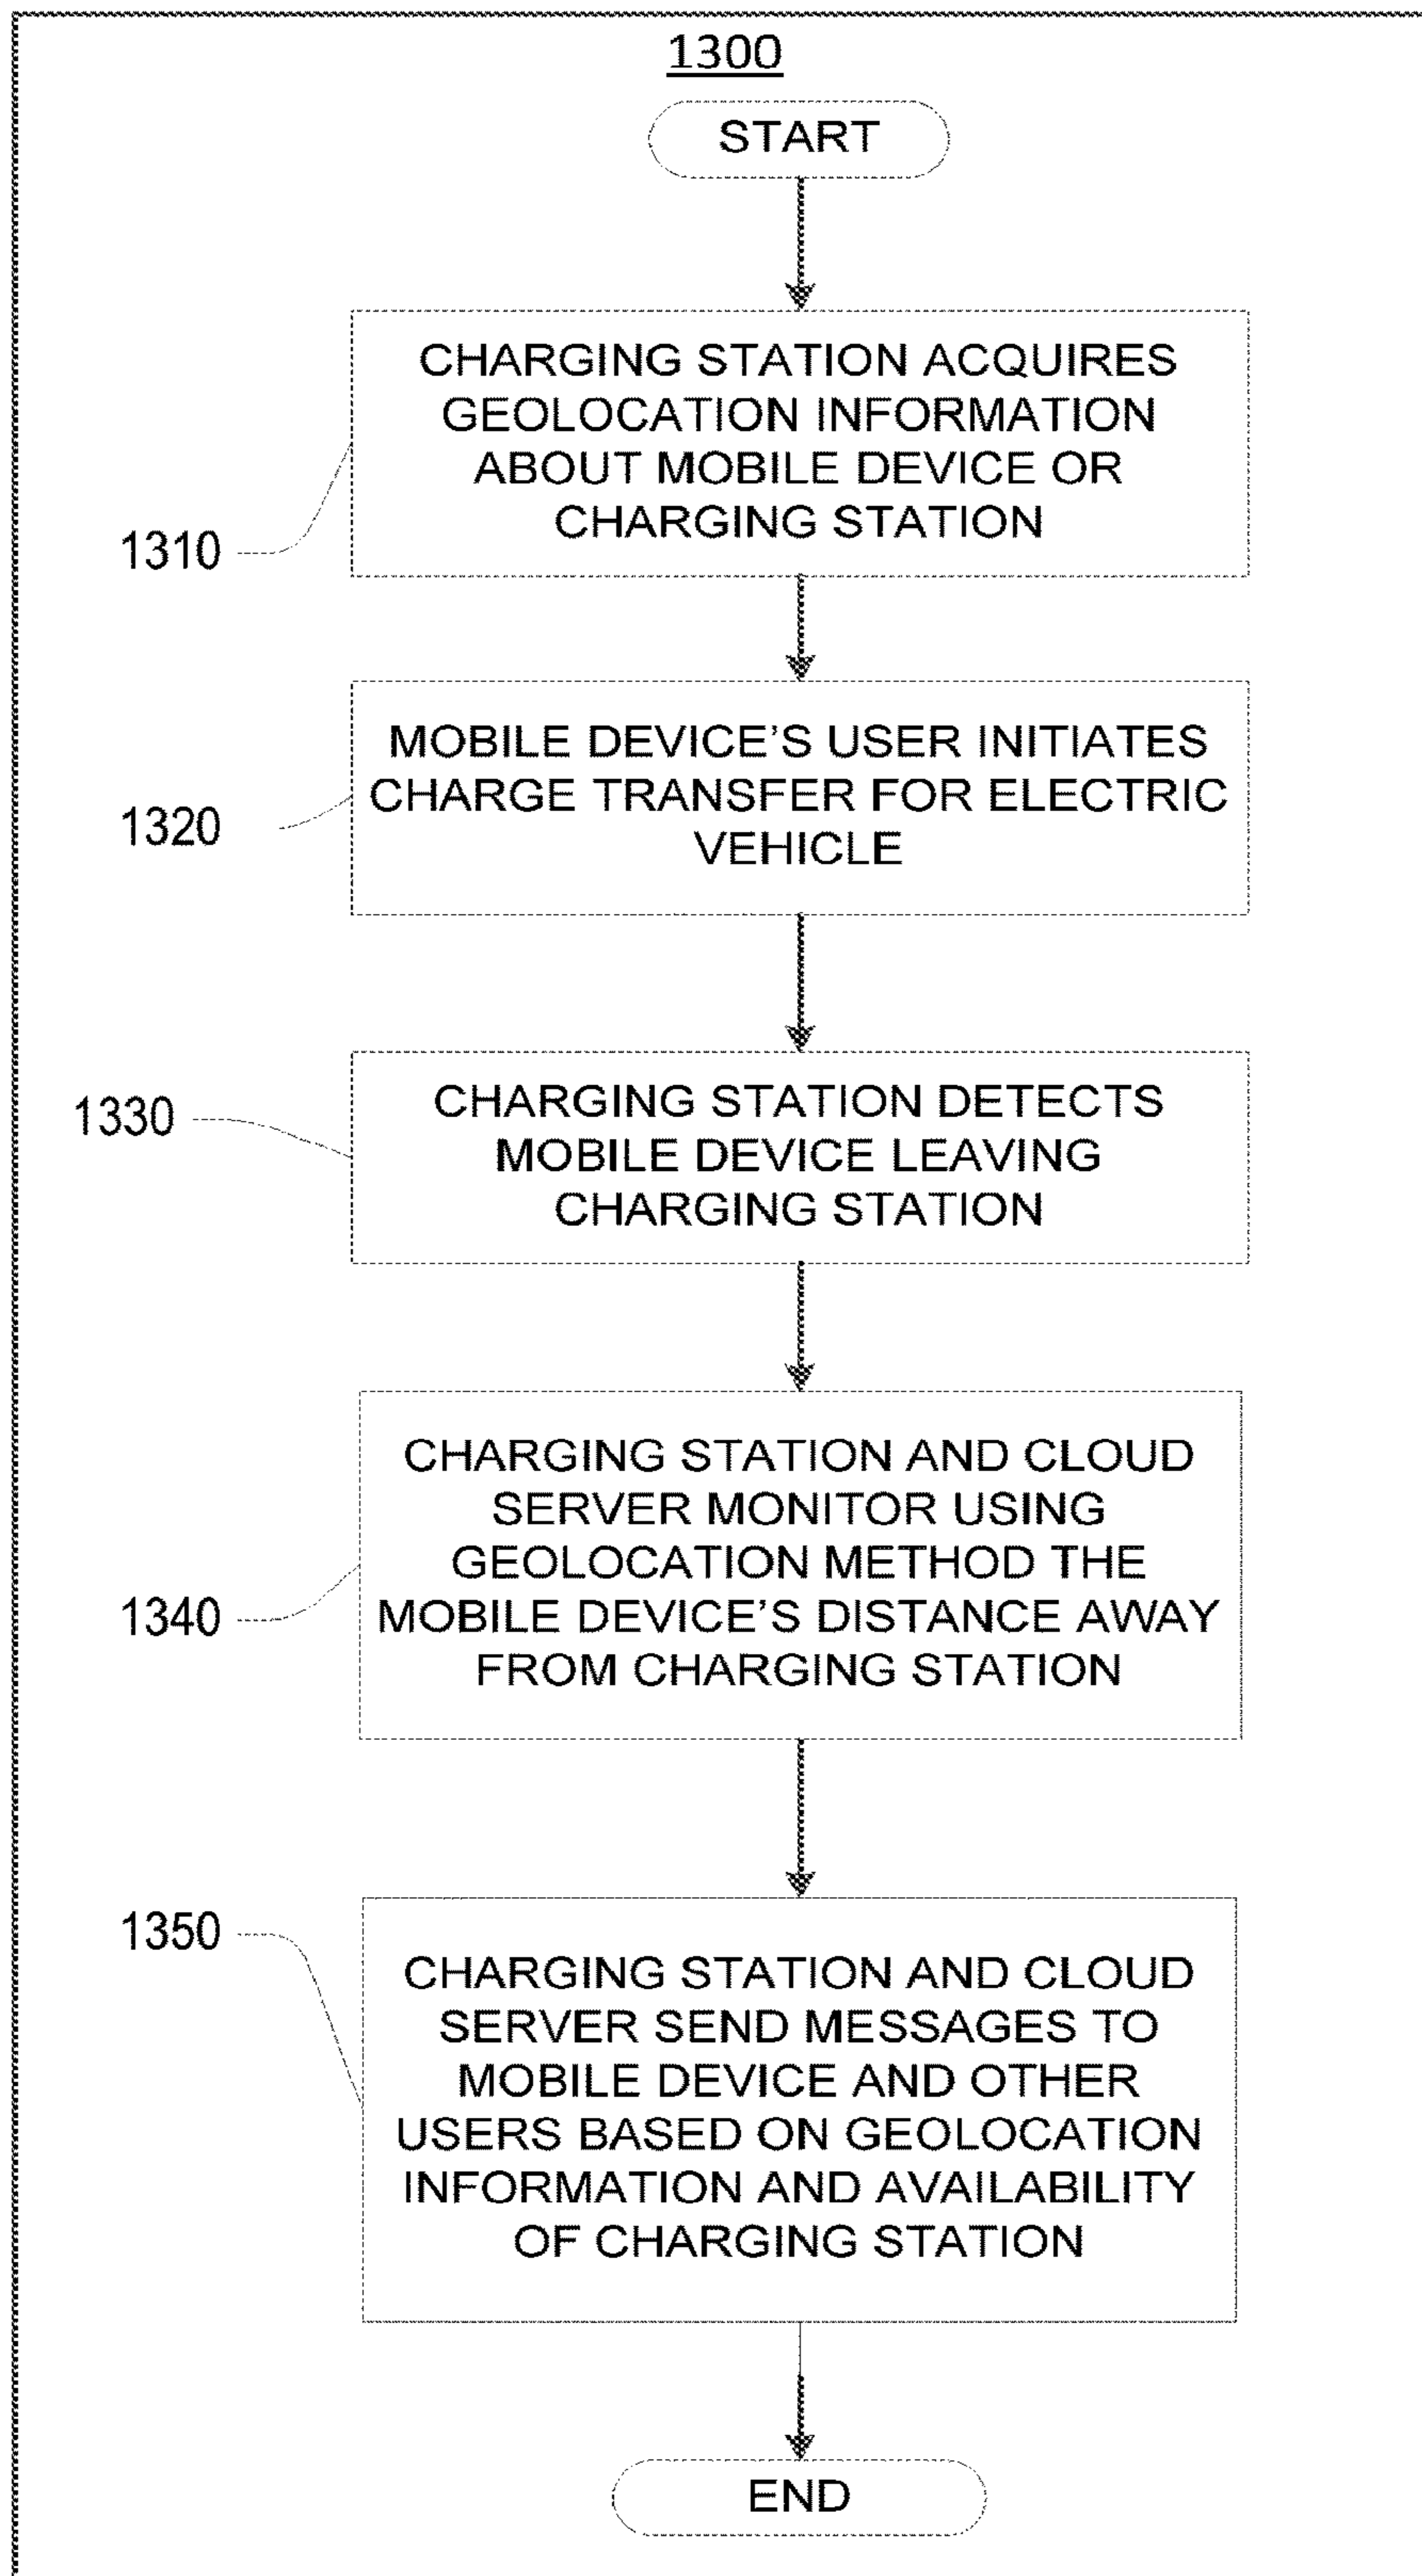 1300
START
CHARGING STATION ACQUIRES
GEOLOCATION INFORMATION
ABOUT MOBILE DEVICE OR
CHARGING STATION
1310
MOBILE DEVICE’S USER INITIATES
CHARGE TRANSFER FOR ELECTRIC
VEHICLE
1320
CHARGING STATION DETECTS
MOBILE DEVICE LEAVING
CHARGING STATION
1330
CHARGING STATION AND CLOUD
SERVER MONITOR USING
GEOLOCATION METHOD THE
MOBILE DEVICE’S DISTANCE AWAY
FROM CHARGING STATION
1340
CHARGING STATION AND CLOUD
SERVER SEND MESSAGES TO
MOBILE DEVICE AND OTHER
USERS BASED ON GEOLOCATION
INFORMATION AND AVAILABILITY
OF CHARGING STATION
1350
END